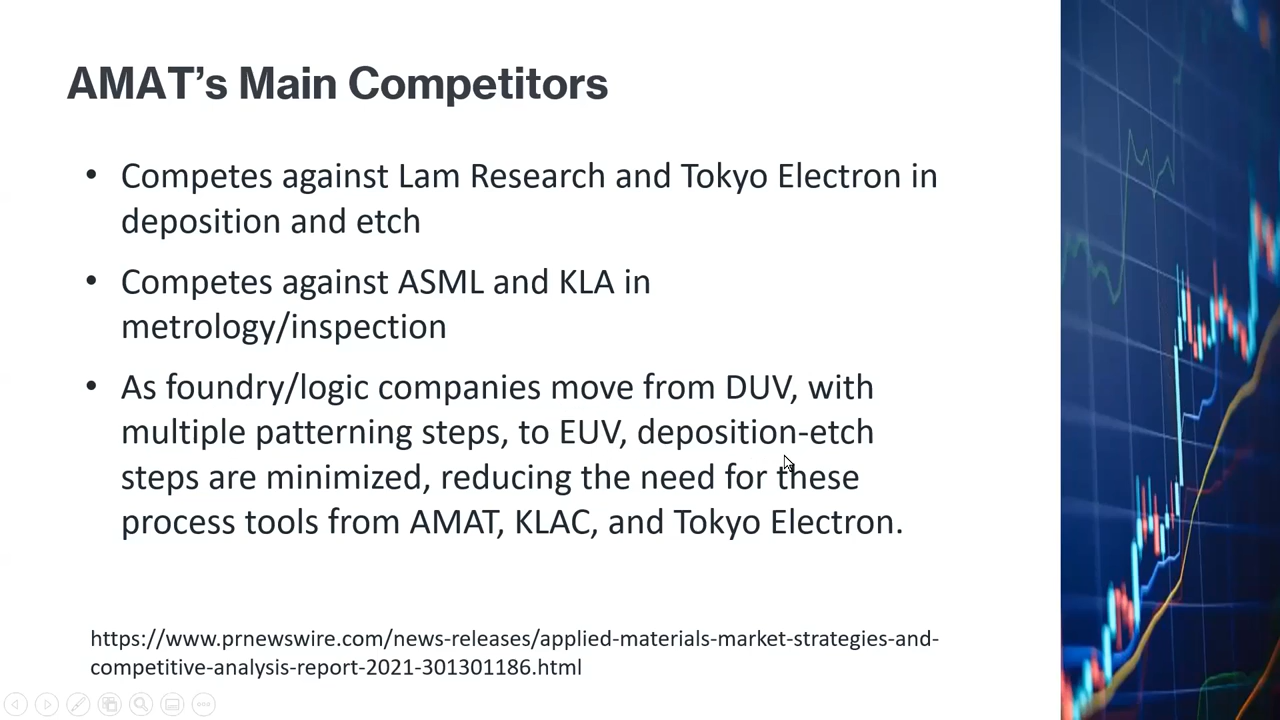 AMAT’s Main Competitors
• Competes against Lam Research and Tokyo Electron in
deposition and etch
• Competes against ASML and KLA in
metrology/inspection
• As foundry/logic companies move from DUV, with
multiple patterning steps, to EUV, deposition-etch
steps are minimized, reducing the need for these
process tools from AMAT, KLAC, and Tokyo Electron.
https://www.prnewswire.com/news-releases/applied-materials-market-strategies-and-
competitive-analysis-report-2021-301301186.html